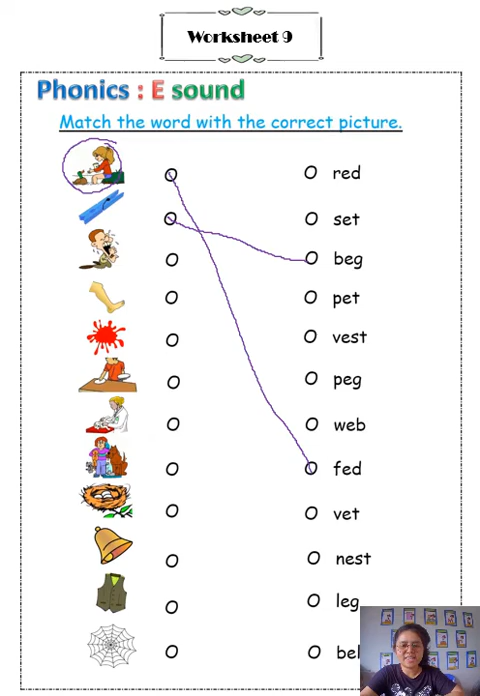 Worksheet 9
Phonics : E sound
Match the word with the correct picture.
O O red
O O set
O O beg
O O pet
O O vest
O O peg
O O web
O O fed
O O vet
O O nest
O O leg
O O bel